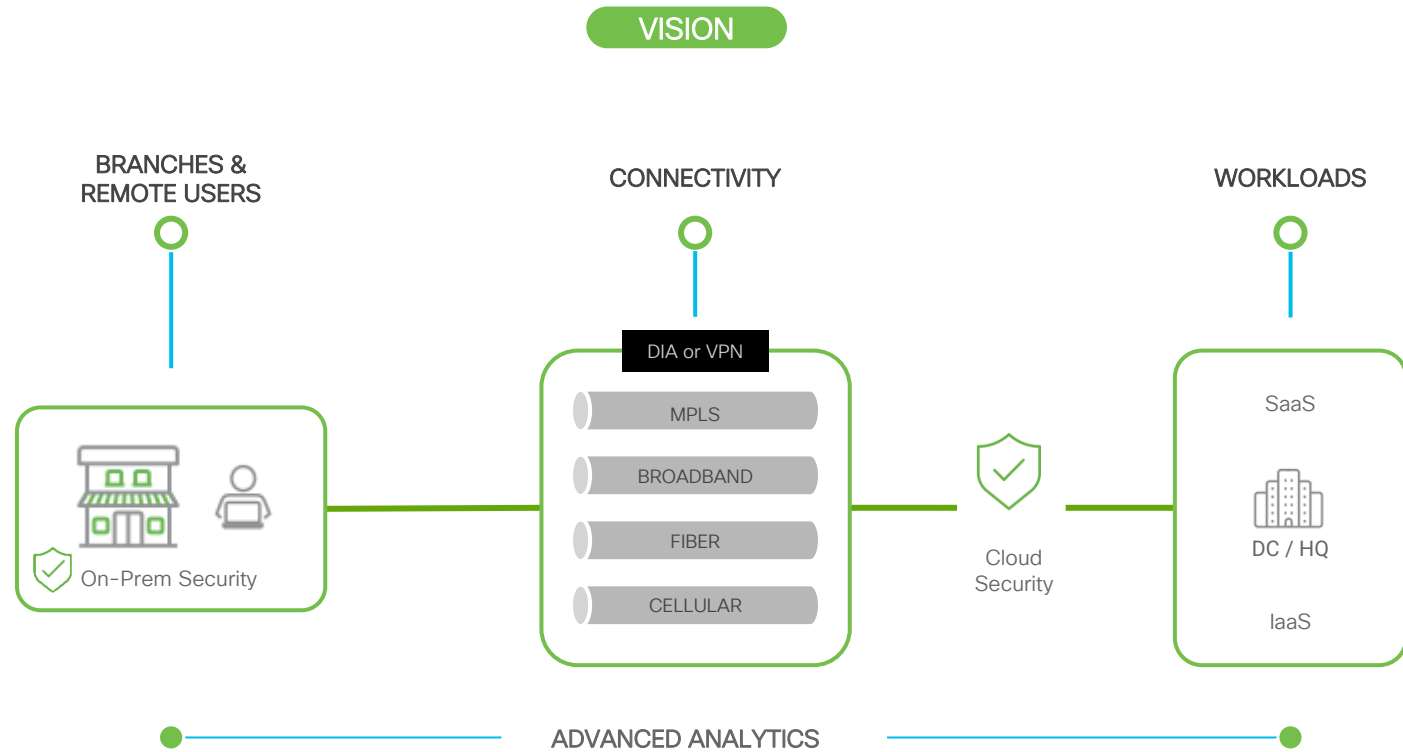 VISION
BRANCHES &
REMOTE USERS
CONNECTIVITY
WORKLOADS
DIA or VPN
MPLS
BROADBAND
FIBER
CELLULAR
On-Prem Security
Cloud
Security
SaaS
DC / HQ
IaaS
ADVANCED ANALYTICS